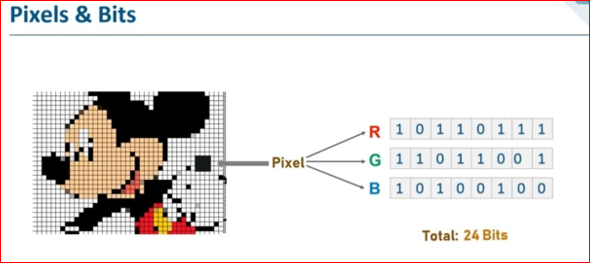 Pixels & Bits
R 1 0 1 1 0 1 1 1
Pixel
G 1 1 0 1 1 0 0 1
B 1 0 1 0 0 1 0 0
Total: 24 Bits